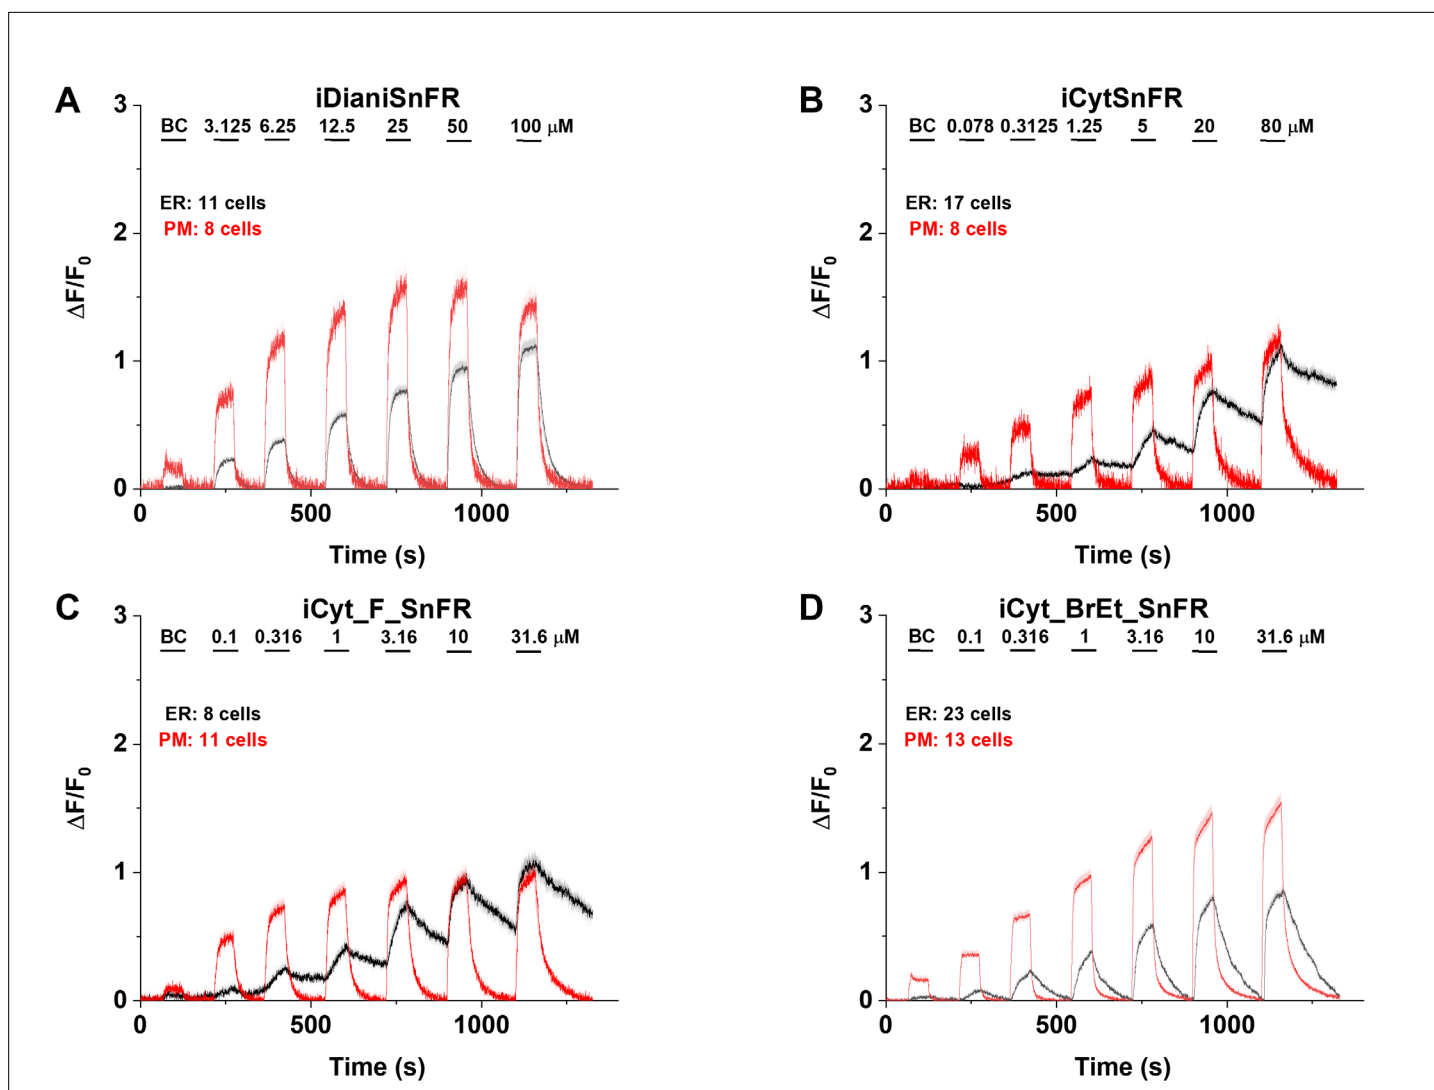 A
iDianiSnFR
3
BC 3.125 6.25 12.5 25 50 100 μM
ER: 11 cells
PM: 8 cells
2
ΔF/F0
1
0
0 500 1000
Time (s)
B
iCytSnFR
3
BC 0.078 0.3125 1.25 5 20 80 μM
ER: 17 cells
PM: 8 cells
2
ΔF/F0
1
0
0 500 1000
Time (s)
C
iCyt_F_SnFR
3
BC 0.1 0.316 1 3.16 10 31.6 μM
ER: 8 cells
PM: 11 cells
2
ΔF/F0
1
0
0 500 1000
Time (s)
D
iCyt_BrEt_SnFR
3
BC 0.1 0.316 1 3.16 10 31.6 μM
ER: 23 cells
PM: 13 cells
2
ΔF/F0
1
0
0 500 1000
Time (s)